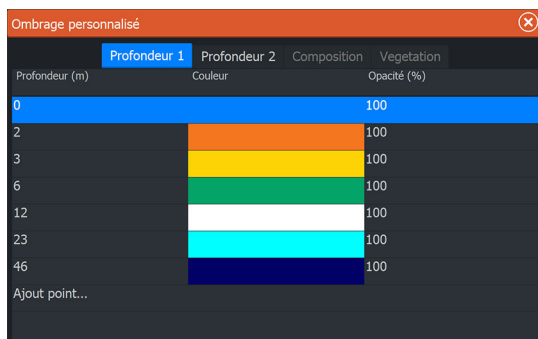 Ombrage personnalisé
Profondeur 1 Profondeur 2 Composition Vegetation
Profondeur (m) Couleur Opacité (%)
0 100
2 100
3 100
6 100
12 100
23 100
46 100
Ajout point...